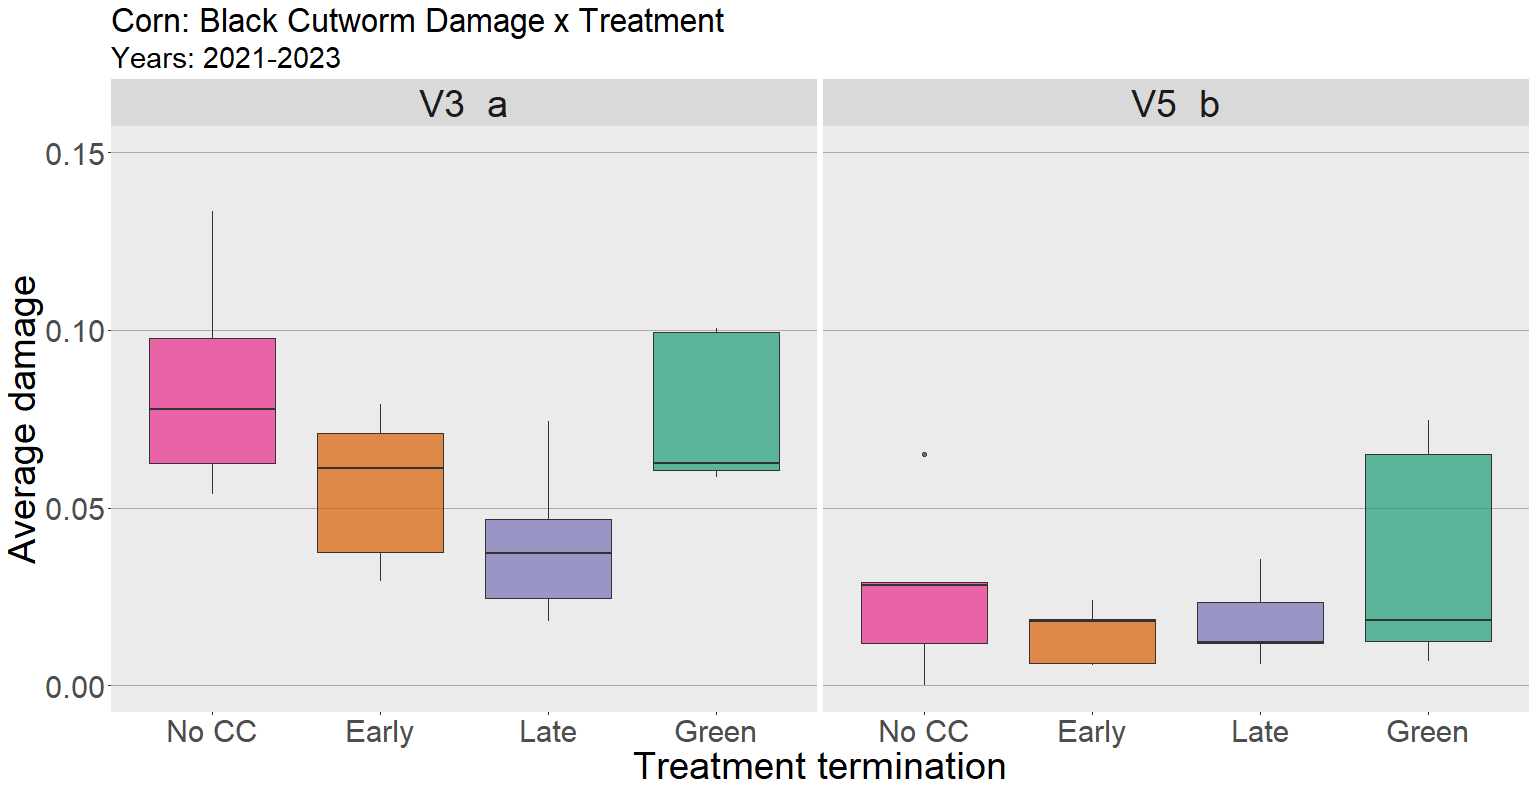 Corn: Black Cutworm Damage x Treatment
Years: 2021-2023
V3 a
V5 b
Average damage
0.15
0.10
0.05
0.00
No CC Early Late Green
No CC Early Late Green
Treatment termination